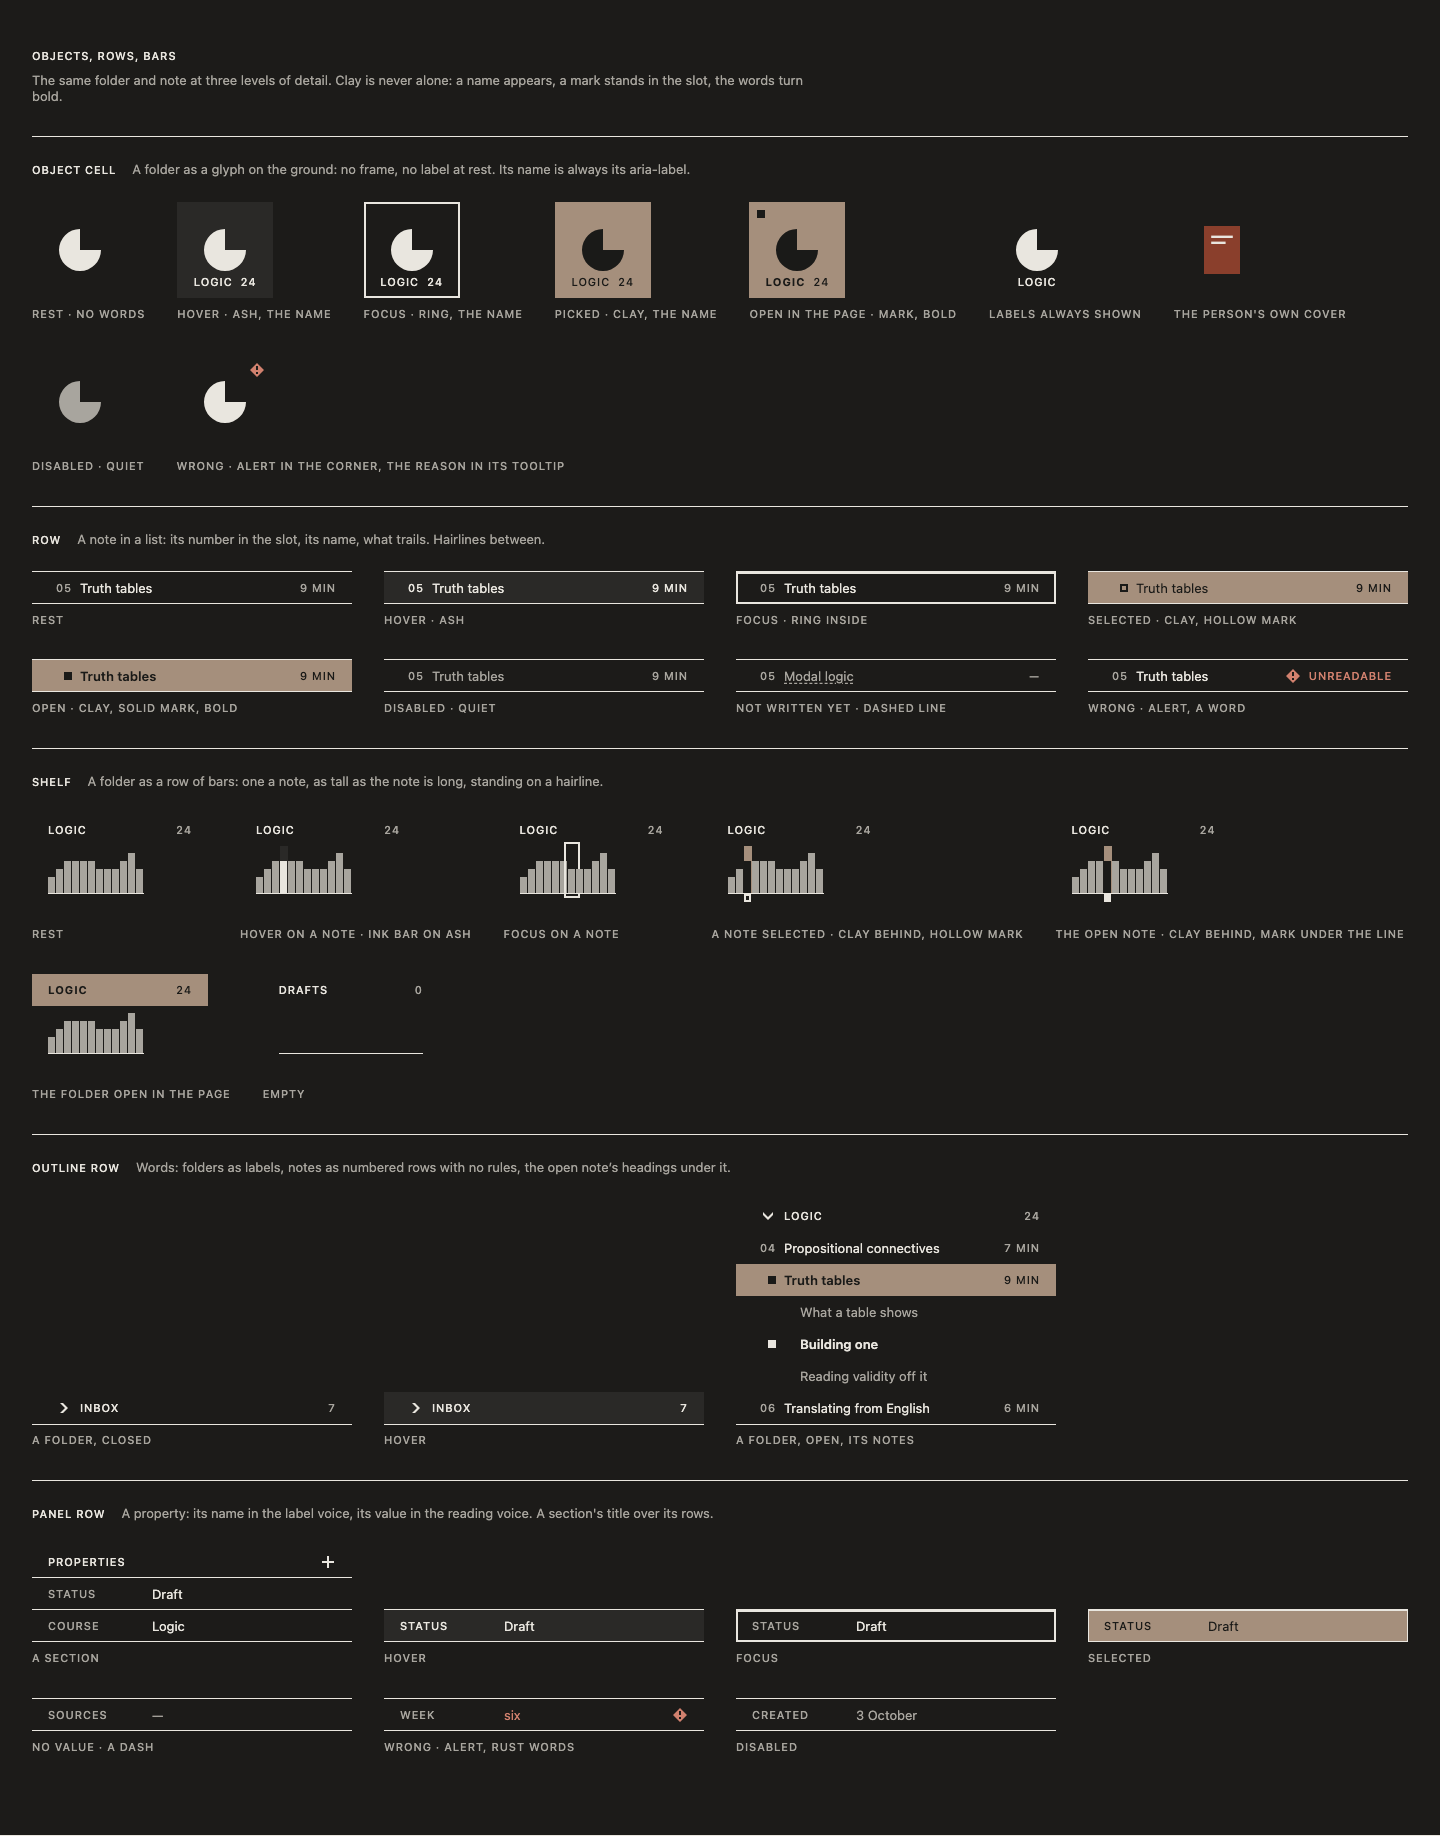 OBJECTS, ROWS, BARS
The same folder and note at three levels of detail. Clay is never alone: a name appears, a mark stands in the slot, the words turn
bold.
OBJECT CELL A folder as a glyph on the ground: no frame, no label at rest. Its name is always its aria-label.
LOGIC 24 LOGIC 24 LOGIC 24 LOGIC 24 LOGIC
REST · NO WORDS HOVER · ASH, THE NAME FOCUS · RING, THE NAME PICKED · CLAY, THE NAME OPEN IN THE PAGE · MARK, BOLD LABELS ALWAYS SHOWN THE PERSON'S OWN COVER
DISABLED · QUIET WRONG · ALERT IN THE CORNER, THE REASON IN ITS TOOLTIP
ROW A note in a list: its number in the slot, its name, what trails. Hairlines between.
05 Truth tables 9 MIN 05 Truth tables 9 MIN 05 Truth tables 9 MIN Truth tables 9 MIN
REST HOVER · ASH FOCUS · RING INSIDE SELECTED · CLAY, HOLLOW MARK
Truth tables 9 MIN 05 Truth tables 9 MIN 05 Modal logic — 05 Truth tables UNREADABLE
OPEN · CLAY, SOLID MARK, BOLD DISABLED · QUIET NOT WRITTEN YET · DASHED LINE WRONG · ALERT, A WORD
SHELF A folder as a row of bars: one a note, as tall as the note is long, standing on a hairline.
LOGIC 24 LOGIC 24 LOGIC 24 LOGIC 24 LOGIC 24
REST HOVER ON A NOTE · INK BAR ON ASH FOCUS ON A NOTE A NOTE SELECTED · CLAY BEHIND, HOLLOW MARK THE OPEN NOTE · CLAY BEHIND, MARK UNDER THE LINE
LOGIC 24 DRAFTS 0
THE FOLDER OPEN IN THE PAGE EMPTY
OUTLINE ROW Words: folders as labels, notes as numbered rows with no rules, the open note's headings under it.
LOGIC 24
04 Propositional connectives 7 MIN
Truth tables 9 MIN
What a table shows
Building one
Reading validity off it
INBOX 7 INBOX 7 06 Translating from English 6 MIN
A FOLDER, CLOSED HOVER A FOLDER, OPEN, ITS NOTES
PANEL ROW A property: its name in the label voice, its value in the reading voice. A section's title over its rows.
PROPERTIES
STATUS Draft
COURSE Logic STATUS Draft STATUS Draft STATUS Draft
A SECTION HOVER FOCUS SELECTED
SOURCES — WEEK six CREATED 3 October
NO VALUE · A DASH WRONG · ALERT, RUST WORDS DISABLED